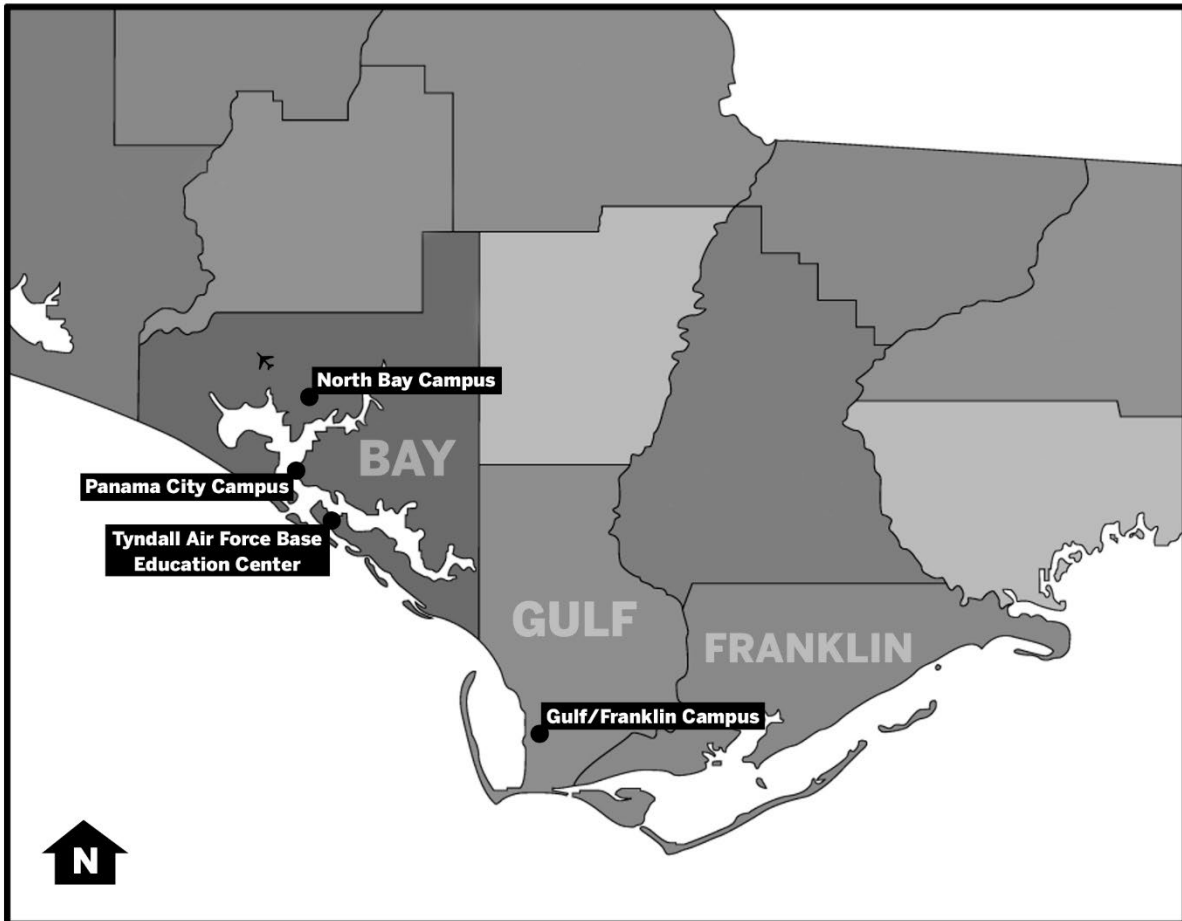 North Bay Campus
BAY
Panama City Campus
Tyndall Air Force Base
Education Center
GULF
FRANKLIN
Gulf/Franklin Campus
N